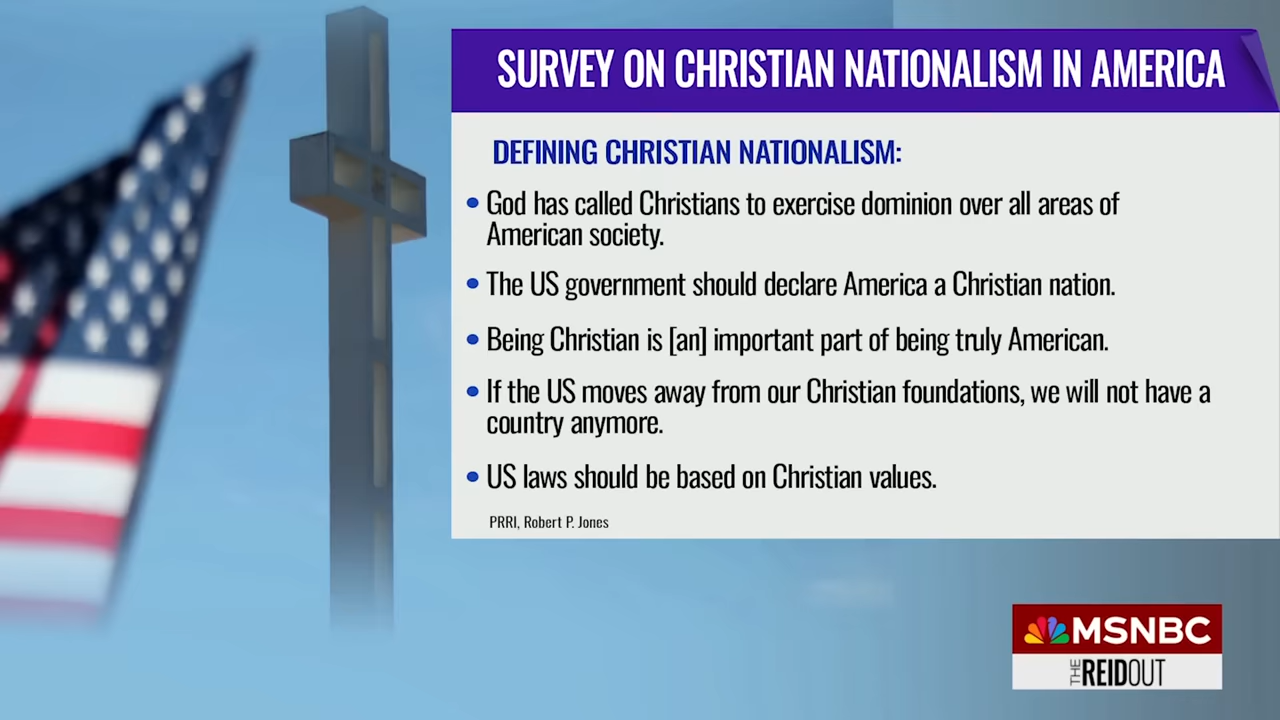 SURVEY ON CHRISTIAN NATIONALISM IN AMERICA
DEFINING CHRISTIAN NATIONALISM:
• God has called Christians to exercise dominion over all areas of
American society.
• The US government should declare America a Christian nation.
• Being Christian is [an] important part of being truly American.
• If the US moves away from our Christian foundations, we will not have a
country anymore.
• US laws should be based on Christian values.
PRRI, Robert P. Jones
MSNBC
THE REIDOUT